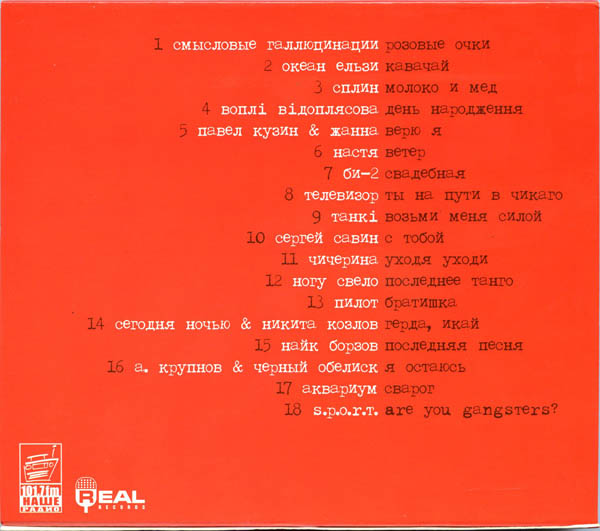 1 смысловые галлюцинации розовые очки
2 океан ельзи кавачай
3 сплин молоко и мед
4 воплі відоплясова день народження
5 павел кузин & жанна верю я
6 настя ветер
7 би-2 свадебная
8 телевизор ты на пути в чикаго
9 танкі возьми меня силой
10 сергей савин с тобой
11 чичерина уходя уходи
12 ногу свело последнее танго
13 пилот братишка
14 сегодня ночью & никита козлов герда, икай
15 найк борзов последняя песня
16 а. крупнов & черный обелиск я остаюсь
17 аквариум сварог
18 s.p.o.r.t. are you gangsters?
101.7fm
НАШЕ
РАДИО
REAL
RECORDS